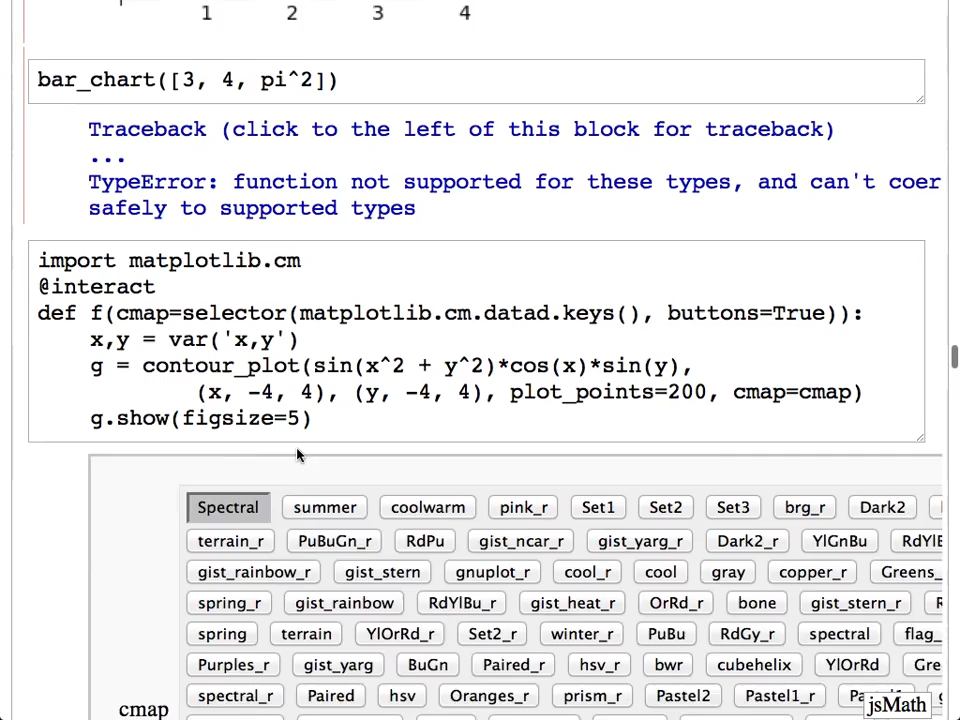 1 2 3 4
bar_chart([3, 4, pi^2])
Traceback (click to the left of this block for traceback)
...
TypeError: function not supported for these types, and can't coer
safely to supported types
import matplotlib.cm
@interact
def f(cmap=selector(matplotlib.cm.datad.keys(), buttons=True)):
x,y = var('x,y')
g = contour_plot(sin(x^2 + y^2)*cos(x)*sin(y),
(x, -4, 4), (y, -4, 4), plot_points=200, cmap=cmap)
g.show(figsize=5)
Spectral summer coolwarm pink_r Set1 Set2 Set3 brg_r Dark2
terrain_r PuBuGn_r RdPu gist_ncar_r gist_yarg_r Dark2_r YlGnBu RdYlB
gist_rainbow_r gist_stern gnuplot_r cool_r cool gray copper_r Greens_
spring_r gist_rainbow RdYlBu_r gist_heat_r OrRd_r bone gist_stern_r
spring terrain YlOrRd_r Set2_r winter_r PuBu RdGy_r spectral flag_
Purples_r gist_yarg BuGn Paired_r hsv_r bwr cubehelix YlOrRd Gre
spectral_r Paired hsv Oranges_r prism_r Pastel2 Pastel1_r
cmap
jsMath